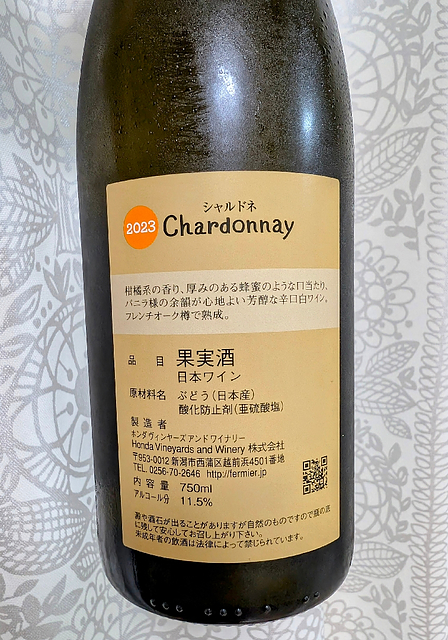 シャルドネ
2023 Chardonnay
柑橘系の香り、厚みのある蜂蜜のような口当たり、
バニラ様の余韻が心地よい芳醇な辛口白ワイン。
フレンチオーク樽で熟成。
品 目 果実酒
日本ワイン
原材料名 ぶどう(日本産)
酸化防止剤(亜硫酸塩)
製造者
ホンダヴィンヤーズアンドワイナリー
Honda Vineyards and Winery 株式会社
〒953-0012 新潟市西蒲区越前浜4501番地
TEL. 0256-70-2646 http://fermier.jp
内容量 750ml
アルコール分 11.5%
澱や酒石が出ることがありますが自然のものですので瓶の底
に残して安心してお召し上がり下さい。
未成年者の飲酒は法律によって禁じられています。